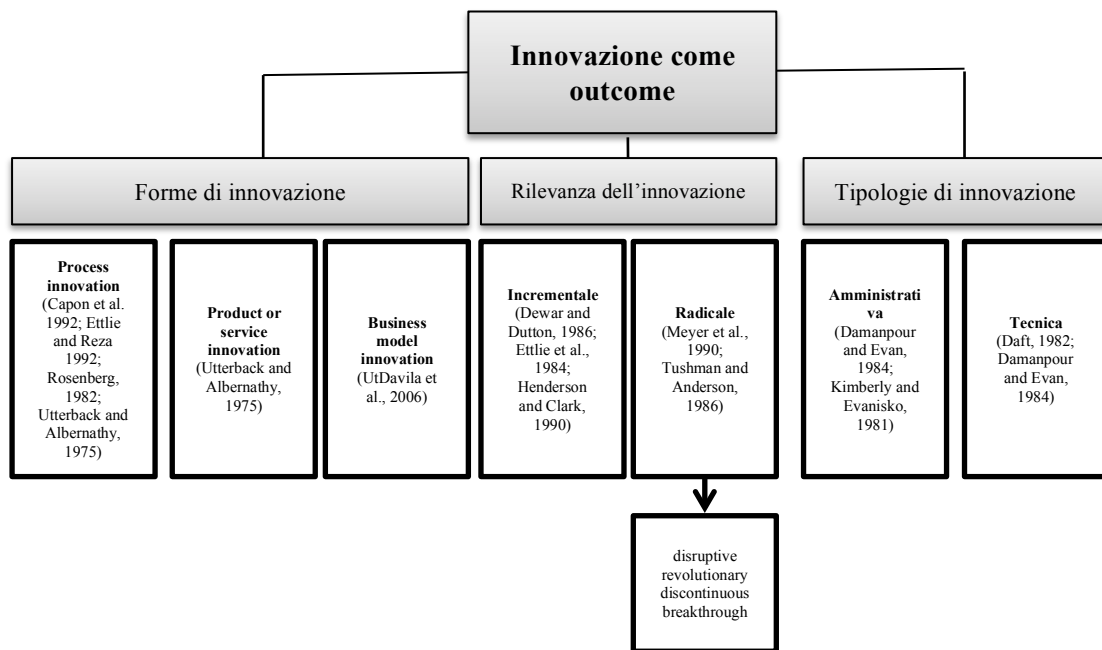 Innovazione come
outcome
Forme di innovazione
Rilevanza dell’innovazione
Tipologie di innovazione
Process
innovation
(Capon et al.
1992; Ettlie
and Reza
1992;
Rosenberg,
1982;
Utterback and
Albernathy,
1975)
Product or
service
innovation
(Utterback and
Albernathy,
1975)
Business
model
innovation
(UtDavila et
al., 2006)
Incrementale
(Dewar and
Dutton, 1986;
Ettlie et al.,
1984;
Henderson
and Clark,
1990)
Radicale
(Meyer et al.,
1990;
Tushman and
Anderson,
1986)
Amministrati
va
(Damanpour
and Evan,
1984;
Kimberly and
Evanisko,
1981)
Tecnica
(Daft, 1982;
Damanpour
and Evan,
1984)
disruptive
revolutionary
discontinuous
breakthrough